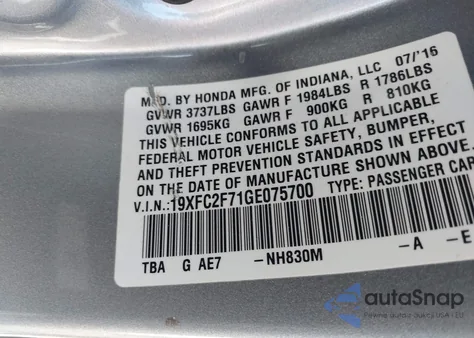 MFD. BY HONDA MFG. OF INDIANA, LLC 07/'16
GVWR 3737LBS GAWR F 1984LBS R 1786LBS
GVWR 1695KG GAWR F 900KG R 810KG
THIS VEHICLE CONFORMS TO ALL APPLICABLE
FEDERAL MOTOR VEHICLE SAFETY, BUMPER,
AND THEFT PREVENTION STANDARDS IN EFFECT
ON THE DATE OF MANUFACTURE SHOWN ABOVE.
V.I.N.:19XFC2F71GE075700 TYPE: PASSENGER CAR
TBA G AE7 -NH830M -A -E
autoSnap